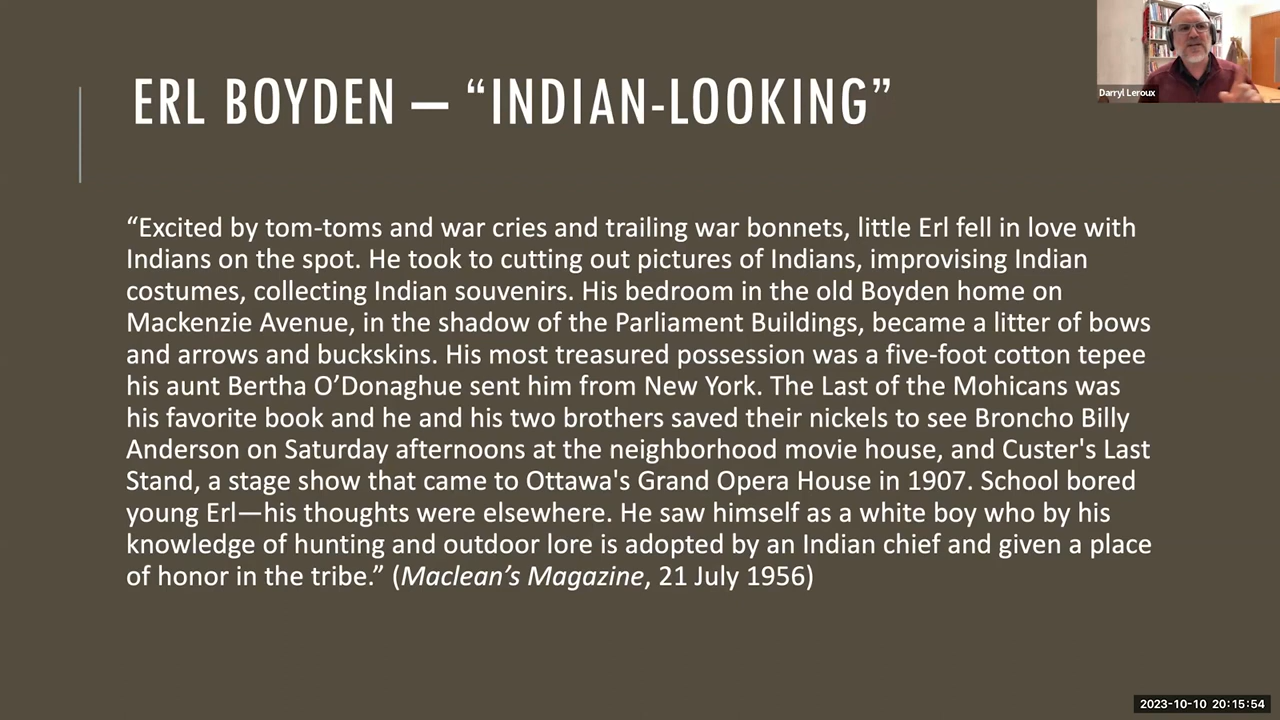 ERL BOYDEN – “INDIAN-LOOKING”
Darryl Leroux
“Excited by tom-toms and war cries and trailing war bonnets, little Erl fell in love with
Indians on the spot. He took to cutting out pictures of Indians, improvising Indian
costumes, collecting Indian souvenirs. His bedroom in the old Boyden home on
Mackenzie Avenue, in the shadow of the Parliament Buildings, became a litter of bows
and arrows and buckskins. His most treasured possession was a five-foot cotton tepee
his aunt Bertha O’Donaghue sent him from New York. The Last of the Mohicans was
his favorite book and he and his two brothers saved their nickels to see Broncho Billy
Anderson on Saturday afternoons at the neighborhood movie house, and Custer's Last
Stand, a stage show that came to Ottawa's Grand Opera House in 1907. School bored
young Erl—his thoughts were elsewhere. He saw himself as a white boy who by his
knowledge of hunting and outdoor lore is adopted by an Indian chief and given a place
of honor in the tribe.” (Maclean’s Magazine, 21 July 1956)
2023-10-10 20:15:54